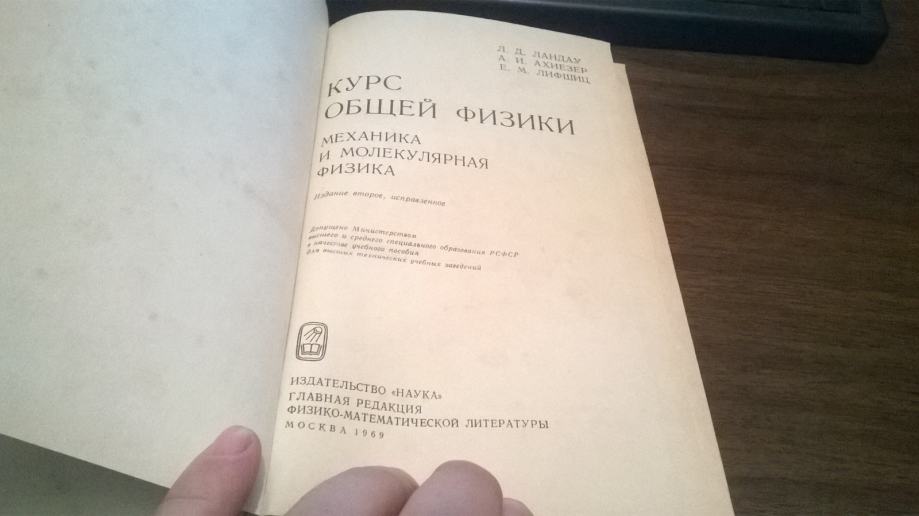 Л. Д. ЛАНДАУ
А. И. АХИЕЗЕР
Е. М. ЛИФШИЦ
КУРС
ОБЩЕЙ ФИЗИКИ
МЕХАНИКА
И МОЛЕКУЛЯРНАЯ
ФИЗИКА
Издание второе, исправленное
Допущено Министерством
высшего и среднего специального образования РСФСР
в качестве учебного пособия
для высших технических учебных заведений
ИЗДАТЕЛЬСТВО «НАУКА»
ГЛАВНАЯ РЕДАКЦИЯ
ФИЗИКО-МАТЕМАТИЧЕСКОЙ ЛИТЕРАТУРЫ
МОСКВА 1969